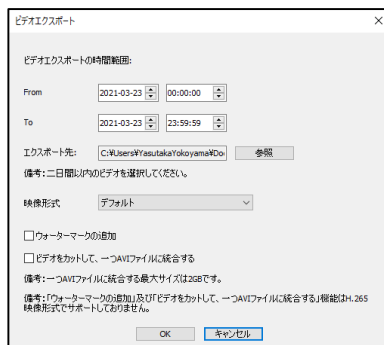 ビデオエクスポート
ビデオエクスポートの時間範囲:
From 2021-03-23 00:00:00
To 2021-03-23 23:59:59
エクスポート先: C:¥Users¥YasutakaYokoyama¥Do 参照
備考:二日間以内のビデオを選択してください。
映像形式 デフォルト
ウォーターマークの追加
ビデオをカットして、一つAVIファイルに統合する
備考:一つAVIファイルに統合する最大サイズは2GBです。
備考:「ウォーターマークの追加」及び「ビデオをカットして、一つAVIファイルに統合する」機能はH.265
映像形式でサポートしておりません。
OK キャンセル